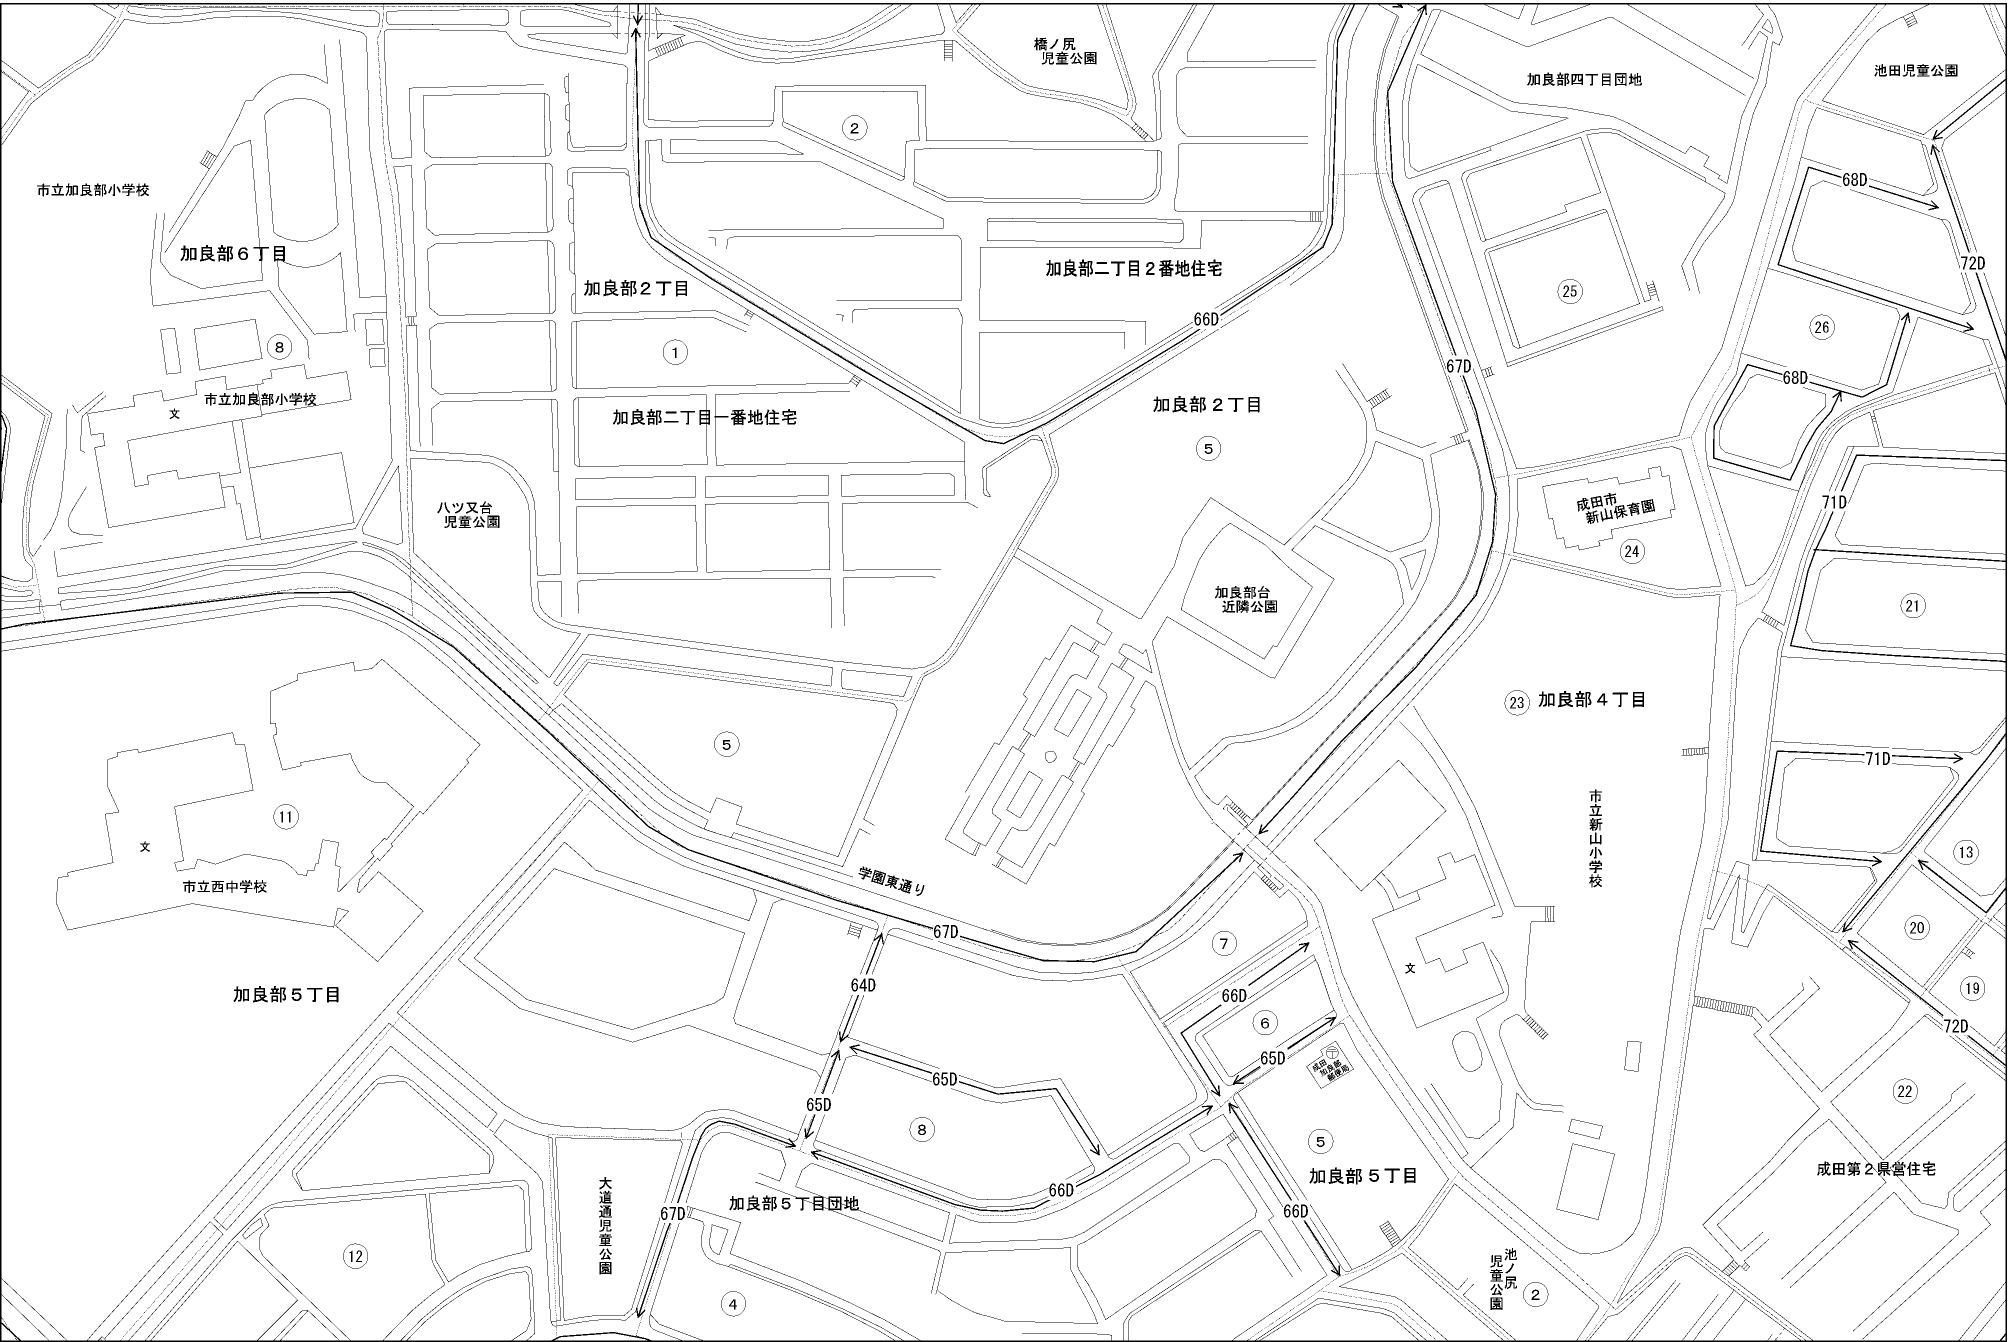 橋ノ尻
児童公園
加良部四丁目団地
池田児童公園
②
市立加良部小学校
68D
加良部６丁目
72D
加良部二丁目２番地住宅
加良部２丁目
㉕
66D
㉖
①
⑧
67D
68D
市立加良部小学校
文
加良部二丁目一番地住宅
加良部２丁目
⑤
71D
八ツ又台
児童公園
成田市
新山保育園
㉔
加良部台
近隣公園
㉑
㉓
加良部４丁目
⑤
71D
市立新山小学校
⑪
文
市立西中学校
学園東通り
⑬
67D
⑦
⑳
文
64D
加良部５丁目
66D
⑲
⑥
72D
65D
成田
加良部
郵便局
65D
㉒
65D
⑧
⑤
加良部５丁目
成田第２県営住宅
66D
大道通児童公園
加良部５丁目団地
67D
66D
⑫
池ノ尻
児童公園
②
④